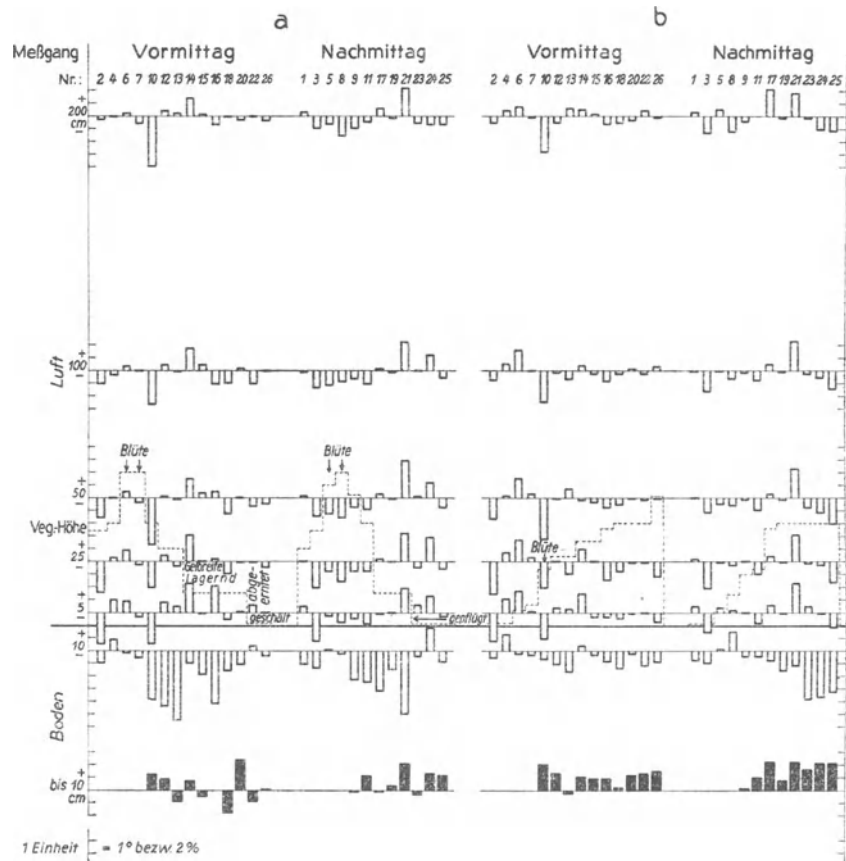 a b
Meßgang Vormittag Nachmittag Vormittag Nachmittag
Nr.: 2 4 6 7 10 12 13 14 15 16 18 20 22 26 1 3 5 8 9 11 17 19 21 23 24 25 2 4 6 7 10 12 13 14 15 16 18 20 22 26 1 3 5 8 9 11 17 19 21 23 24 25
+
200
cm
−
Luft
+
100
−
Blüte Blüte
+
50
−
Veg-Höhe
Blüte
+
25
−
Gelbreife
Lagernd
abge-
erntet
+
5
−
geschält gepflügt
+
10
−
Boden
+
bis 10
cm
−
1 Einheit = 1° bezw. 2%